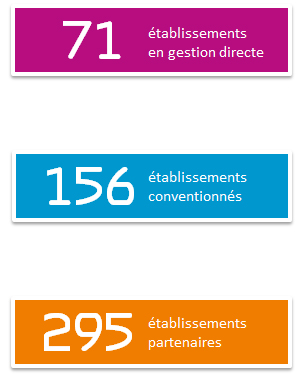 71
établissements
en gestion directe
156
établissements
conventionnés
295
établissements
partenaires